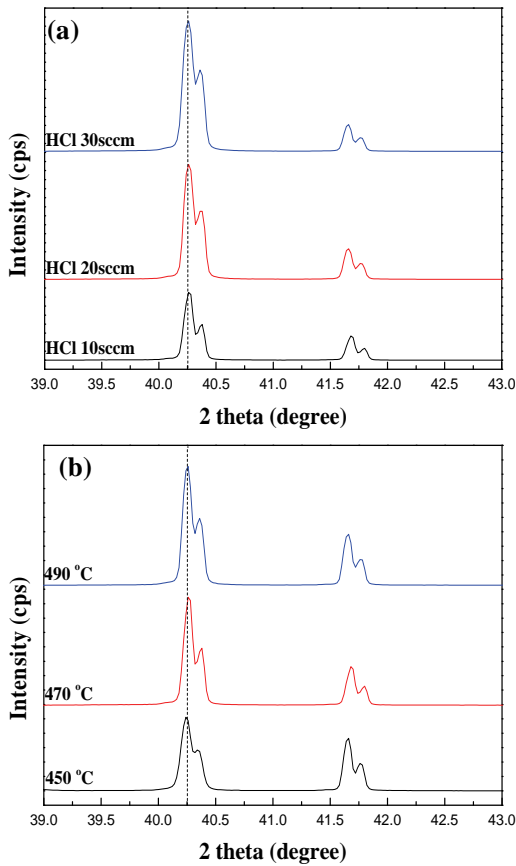 (a)
Intensity (cps)
HCl 30sccm
HCl 20sccm
HCl 10sccm
39.0 39.5 40.0 40.5 41.0 41.5 42.0 42.5 43.0
2 theta (degree)
(b)
Intensity (cps)
490 °C
470 °C
450 °C
39.0 39.5 40.0 40.5 41.0 41.5 42.0 42.5 43.0
2 theta (degree)